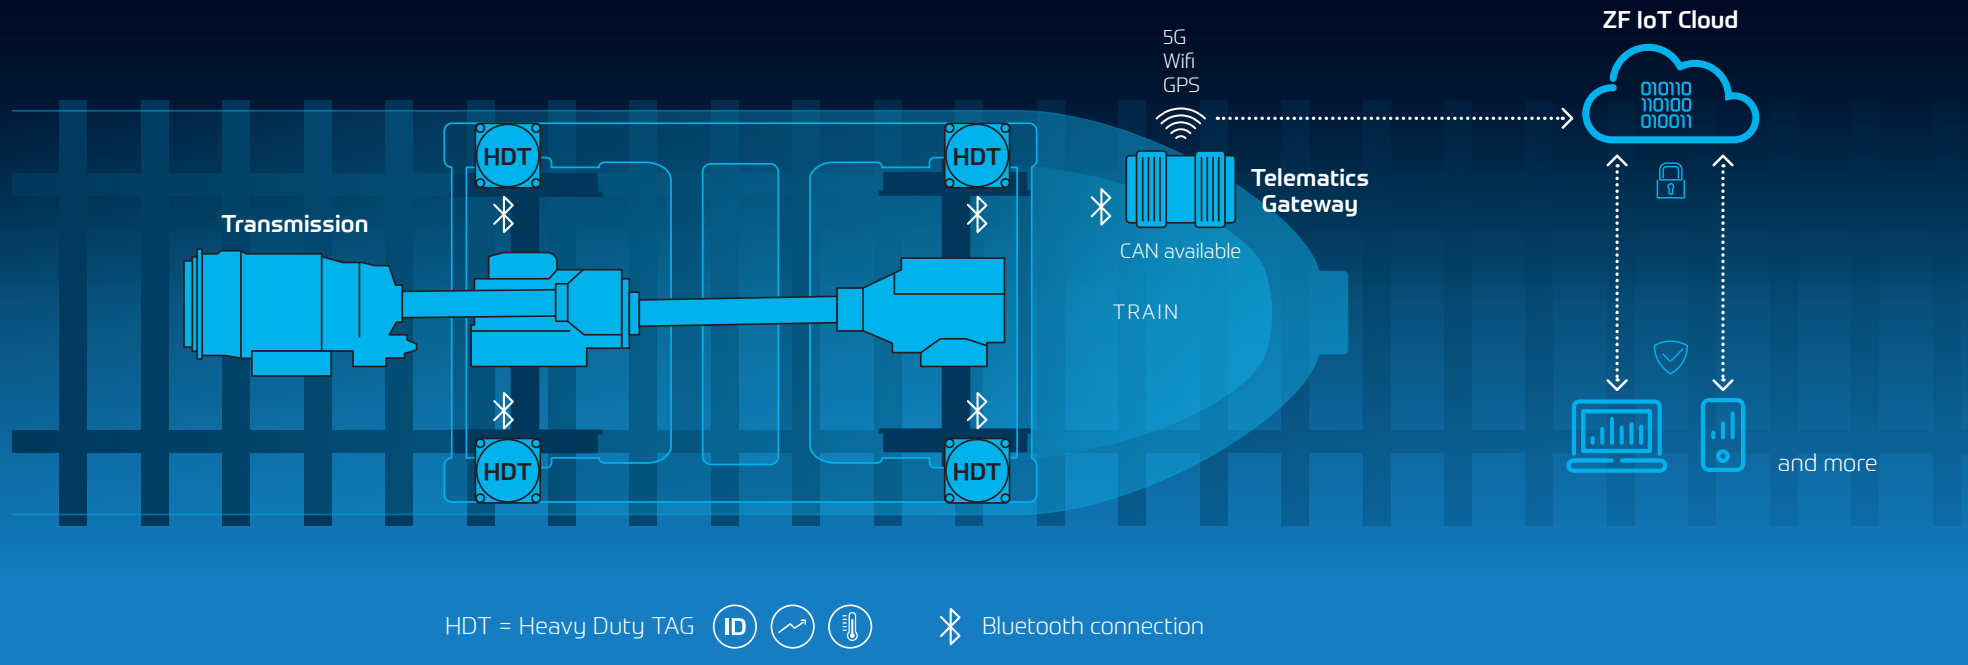 ZF IoT Cloud
5G
Wifi
GPS
010110
110100
010011
HDT
HDT
Telematics
Gateway
Transmission
CAN available
TRAIN
HDT
HDT
and more
HDT = Heavy Duty TAG
ID
Bluetooth connection